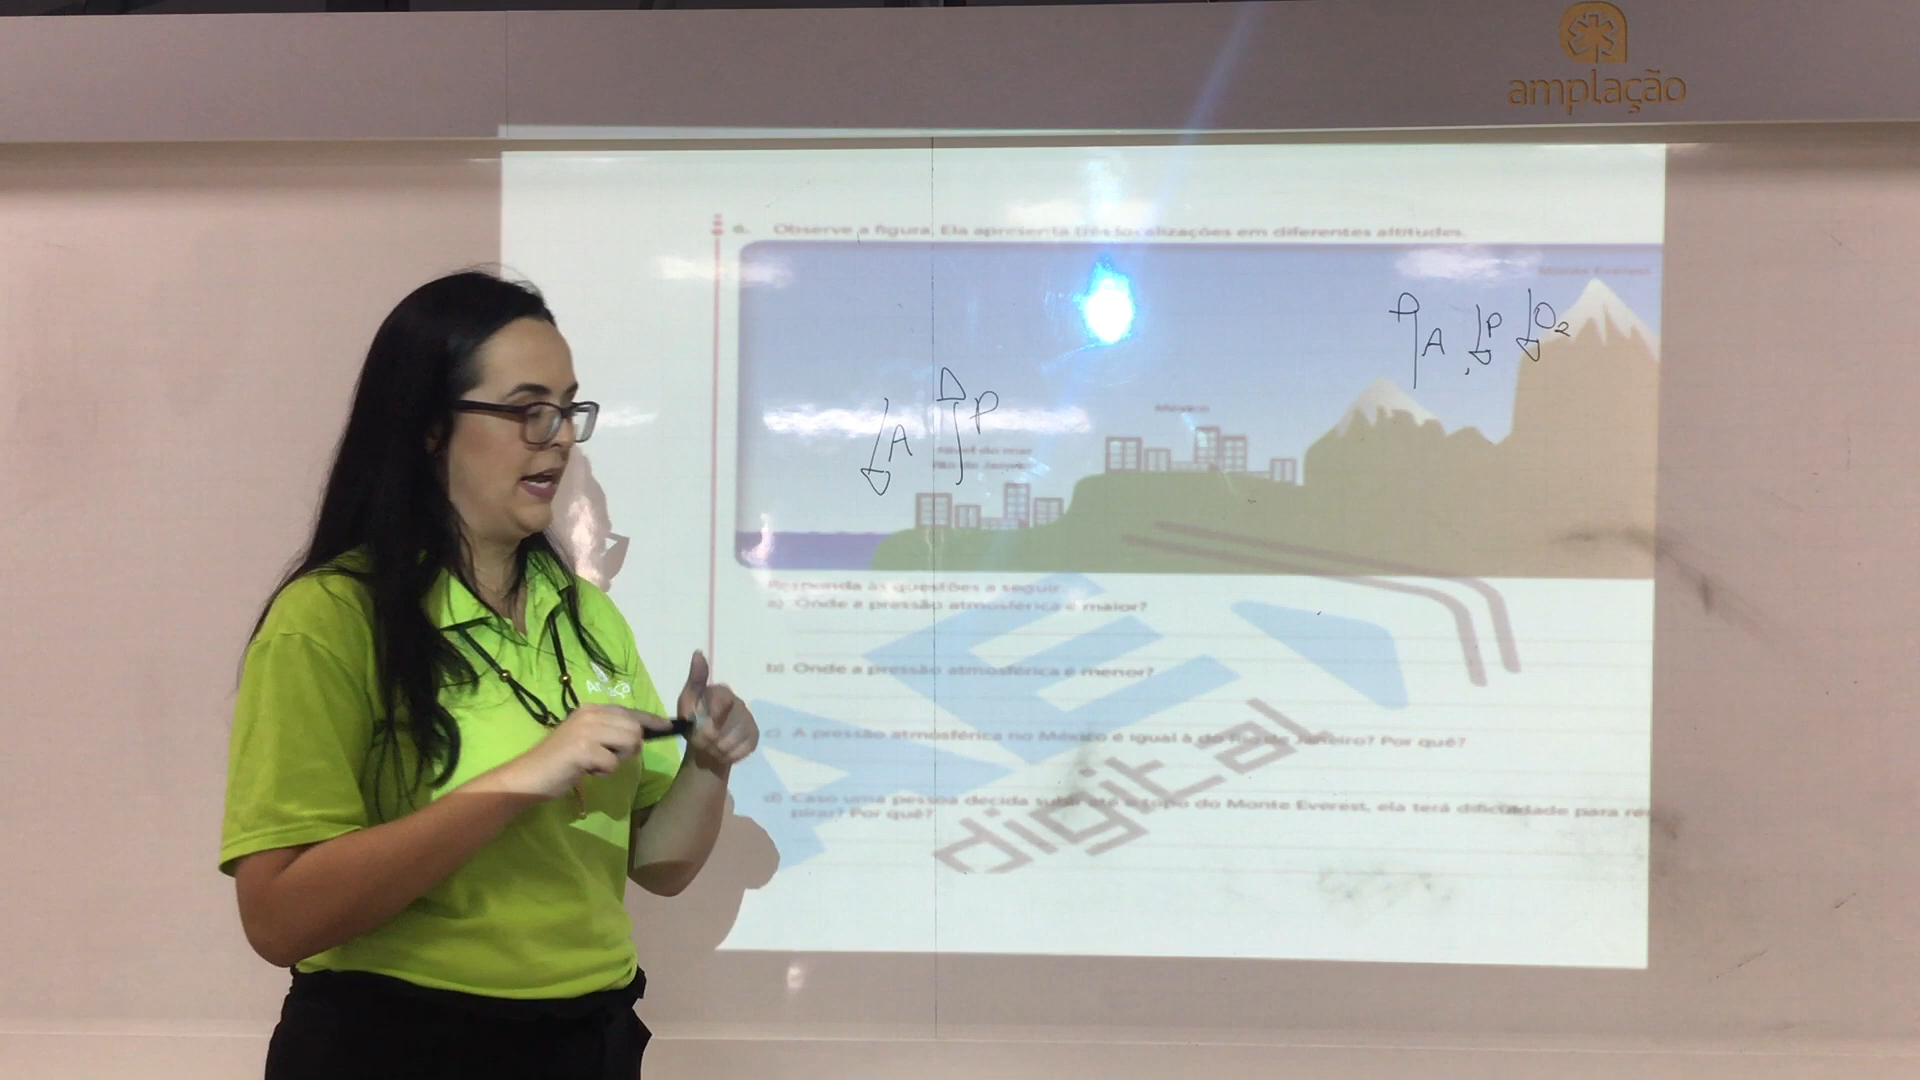 amplação
6. Observe a figura. Ela apresenta três localizações em diferentes altitudes.
Monte Everest
A P O2
México
A P
Nível do mar
Rio de Janeiro
Responda às questões a seguir.
a) Onde a pressão atmosférica é maior?
b) Onde a pressão atmosférica é menor?
c) A pressão atmosférica no México é igual à do Rio de Janeiro? Por quê?
d) Caso uma pessoa decida subir até o topo do Monte Everest, ela terá dificuldade para res
pirar? Por quê?
AE
digital